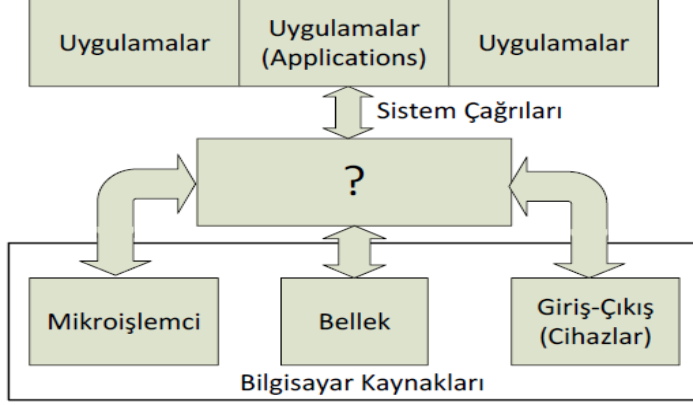 Uygulamalar
Uygulamalar
(Applications)
Uygulamalar
Sistem Çağrıları
?
Mikroişlemci
Bellek
Giriş-Çıkış
(Cihazlar)
Bilgisayar Kaynakları